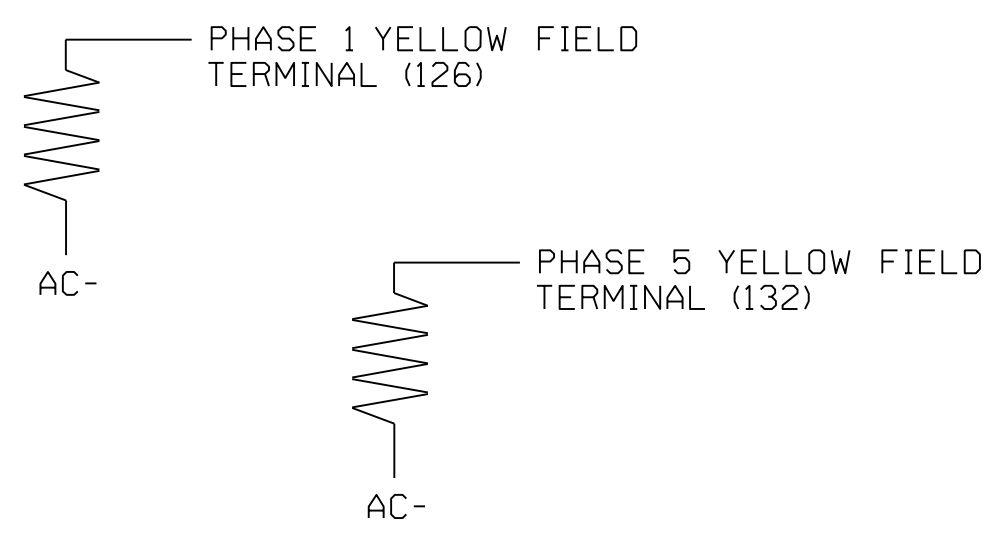 PHASE 1 YELLOW FIELD
TERMINAL (126)
AC-
PHASE 5 YELLOW FIELD
TERMINAL (132)
AC-